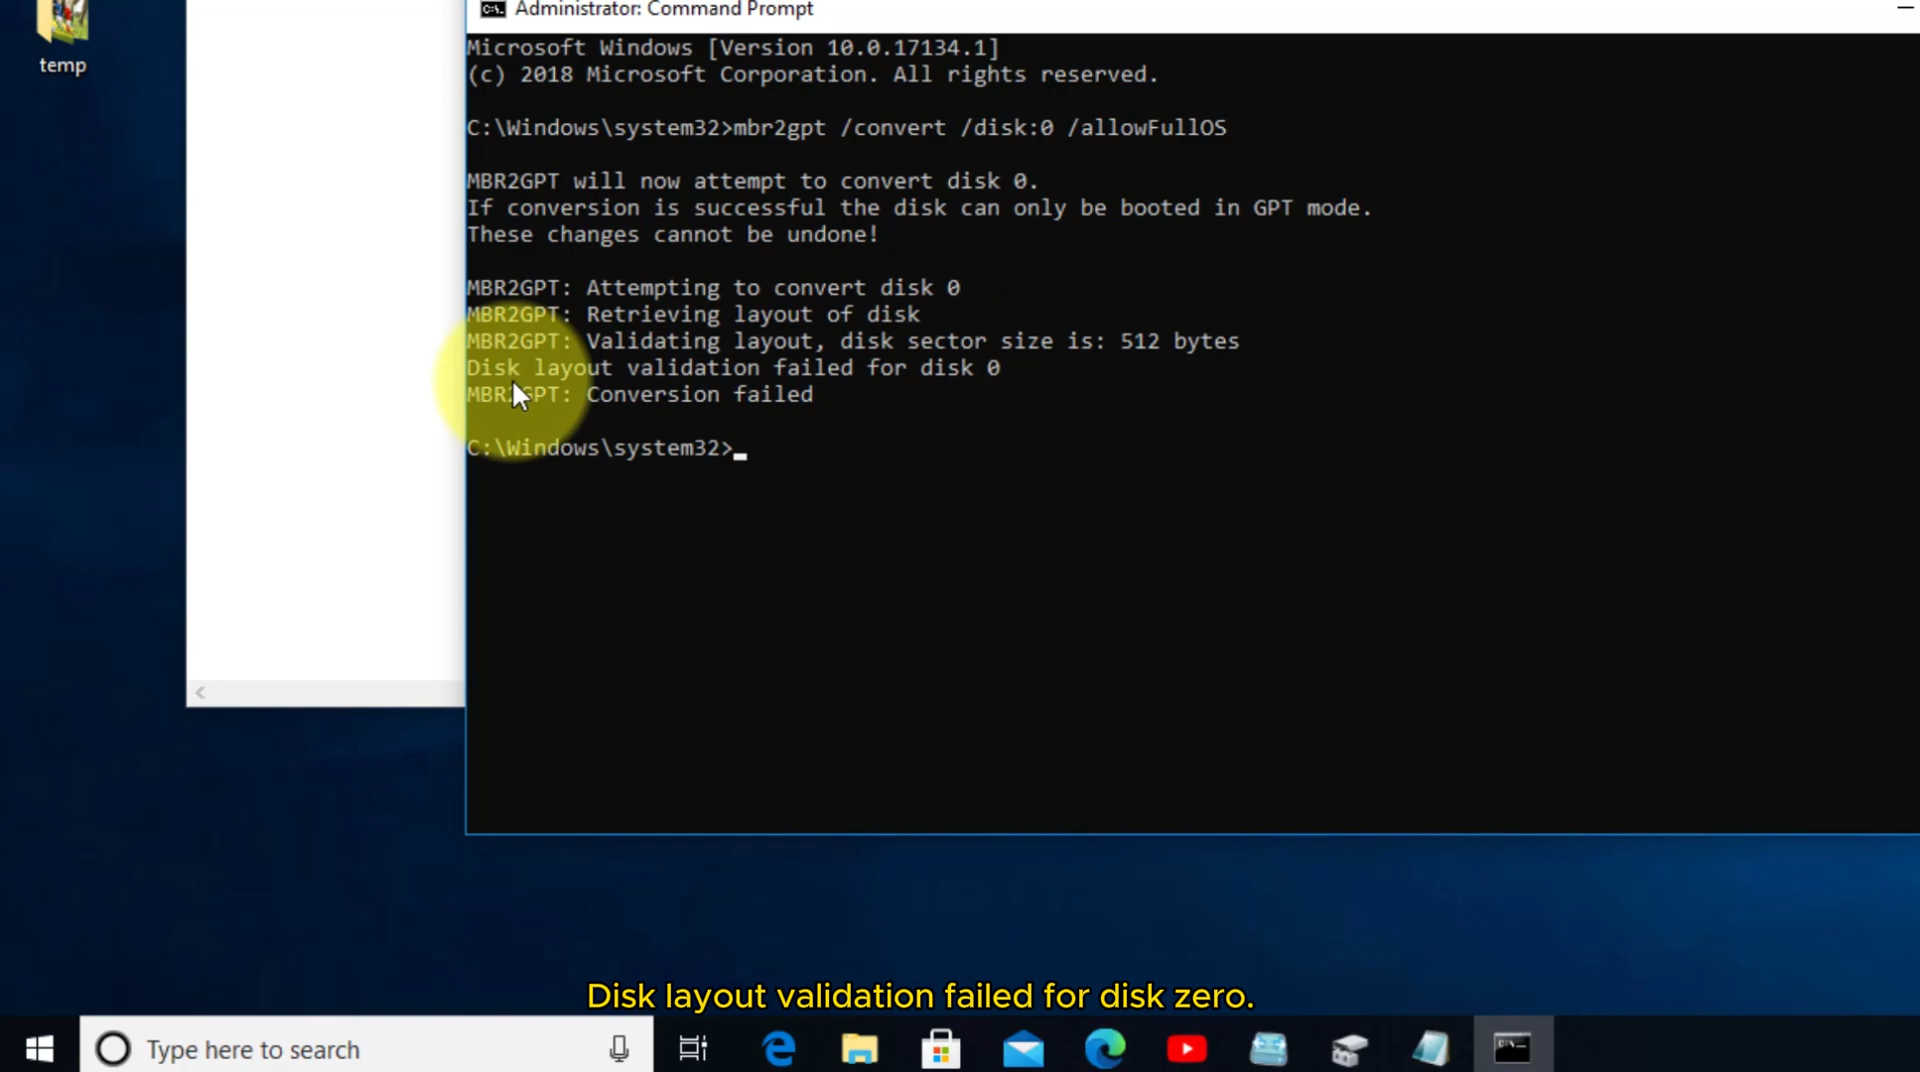 Administrator: Command Prompt
temp
Microsoft Windows [Version 10.0.17134.1]
(c) 2018 Microsoft Corporation. All rights reserved.
C:\Windows\system32>mbr2gpt /convert /disk:0 /allowFullOS
MBR2GPT will now attempt to convert disk 0.
If conversion is successful the disk can only be booted in GPT mode.
These changes cannot be undone!
MBR2GPT: Attempting to convert disk 0
MBR2GPT: Retrieving layout of disk
MBR2GPT: Validating layout, disk sector size is: 512 bytes
Disk layout validation failed for disk 0
MBR2GPT: Conversion failed
C:\Windows\system32>
Disk layout validation failed for disk zero.
Type here to search